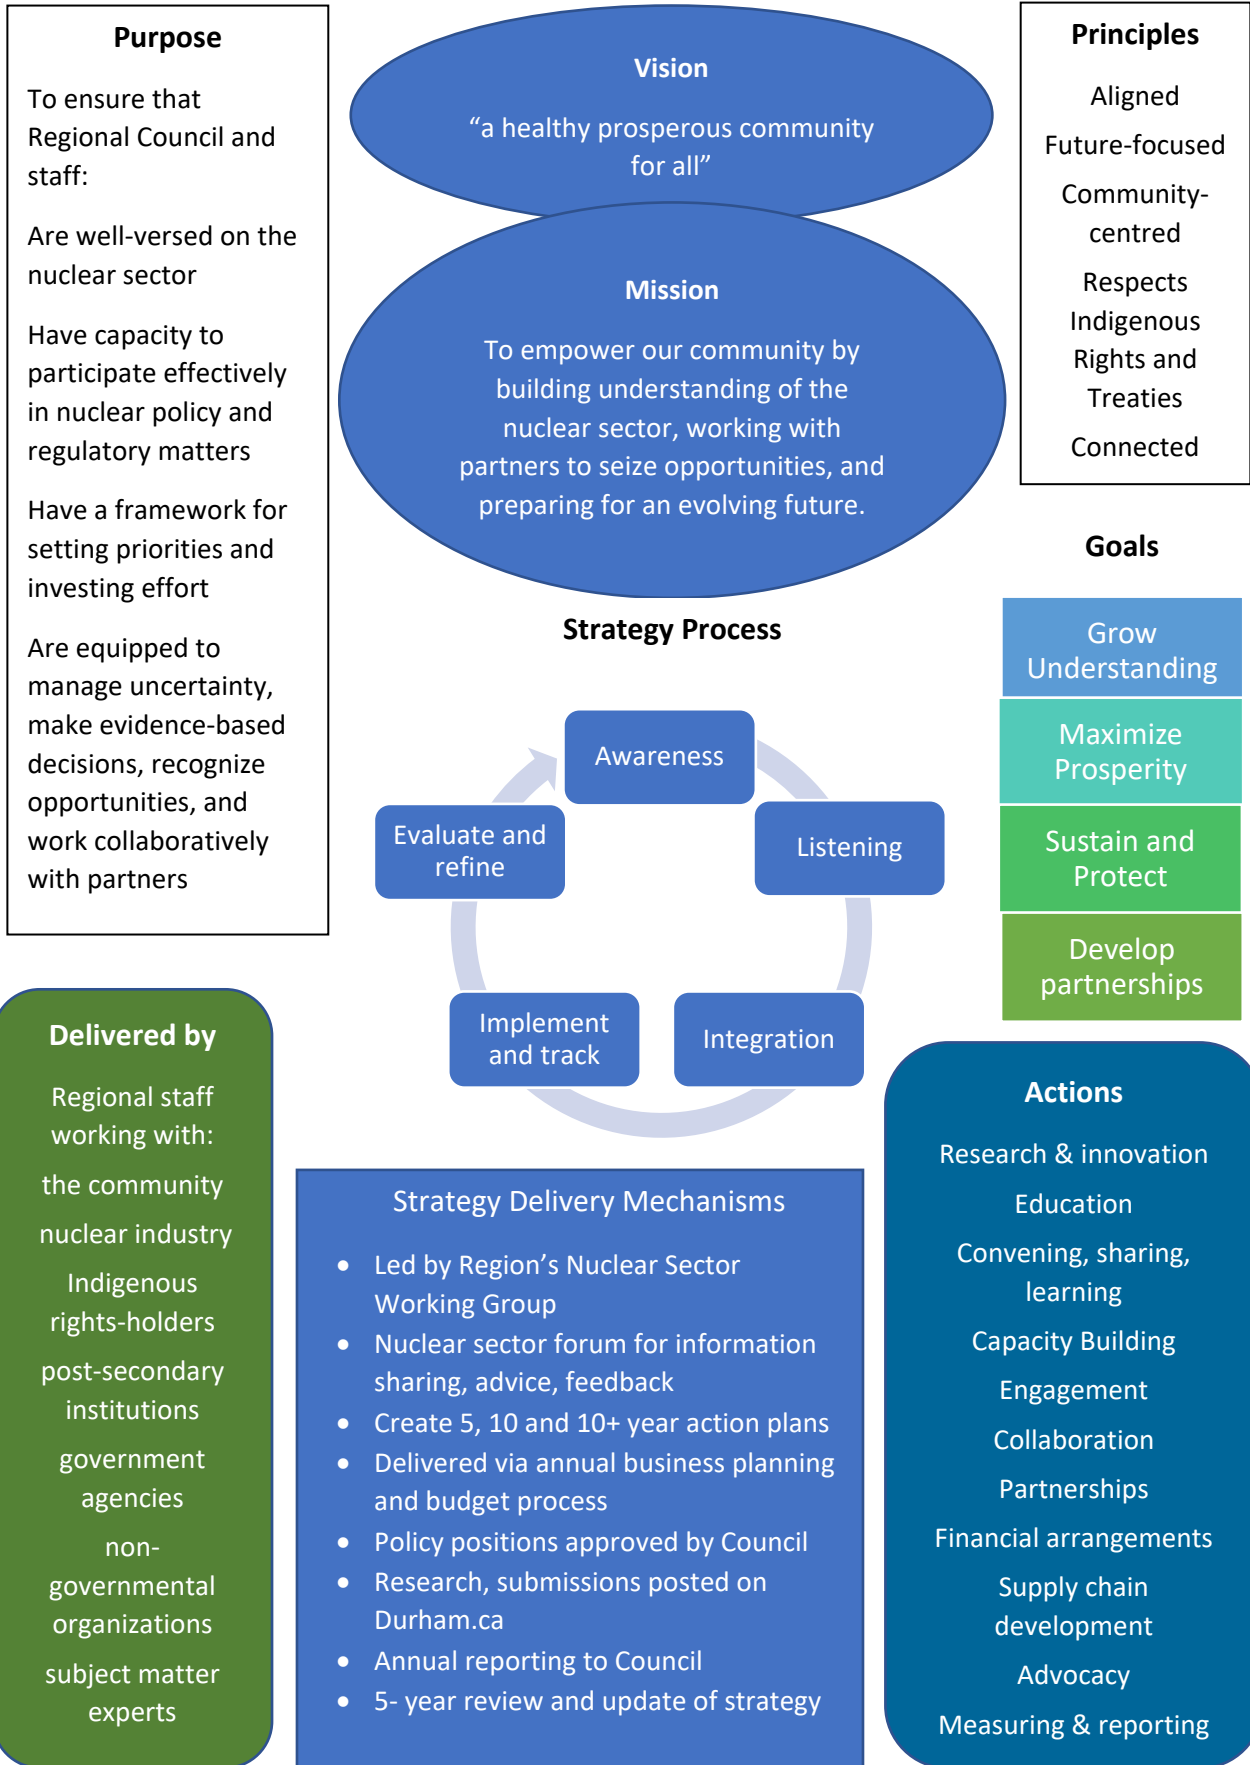 Purpose
To ensure that
Regional Council and
staff:
Are well-versed on the
nuclear sector
Have capacity to
participate effectively
in nuclear policy and
regulatory matters
Have a framework for
setting priorities and
investing effort
Are equipped to
manage uncertainty,
make evidence-based
decisions, recognize
opportunities, and
work collaboratively
with partners
Vision
“a healthy prosperous community
for all”
Mission
To empower our community by
building understanding of the
nuclear sector, working with
partners to seize opportunities, and
preparing for an evolving future.
Principles
Aligned
Future-focused
Community-
centred
Respects
Indigenous
Rights and
Treaties
Connected
Strategy Process
Awareness
Listening
Integration
Implement
and track
Evaluate and
refine
Goals
Grow
Understanding
Maximize
Prosperity
Sustain and
Protect
Develop
partnerships
Delivered by
Regional staff
working with:
the community
nuclear industry
Indigenous
rights-holders
post-secondary
institutions
government
agencies
non-
governmental
organizations
subject matter
experts
Strategy Delivery Mechanisms
• Led by Region’s Nuclear Sector
Working Group
• Nuclear sector forum for information
sharing, advice, feedback
• Create 5, 10 and 10+ year action plans
• Delivered via annual business planning
and budget process
• Policy positions approved by Council
• Research, submissions posted on
Durham.ca
• Annual reporting to Council
• 5- year review and update of strategy
Actions
Research & innovation
Education
Convening, sharing,
learning
Capacity Building
Engagement
Collaboration
Partnerships
Financial arrangements
Supply chain
development
Advocacy
Measuring & reporting